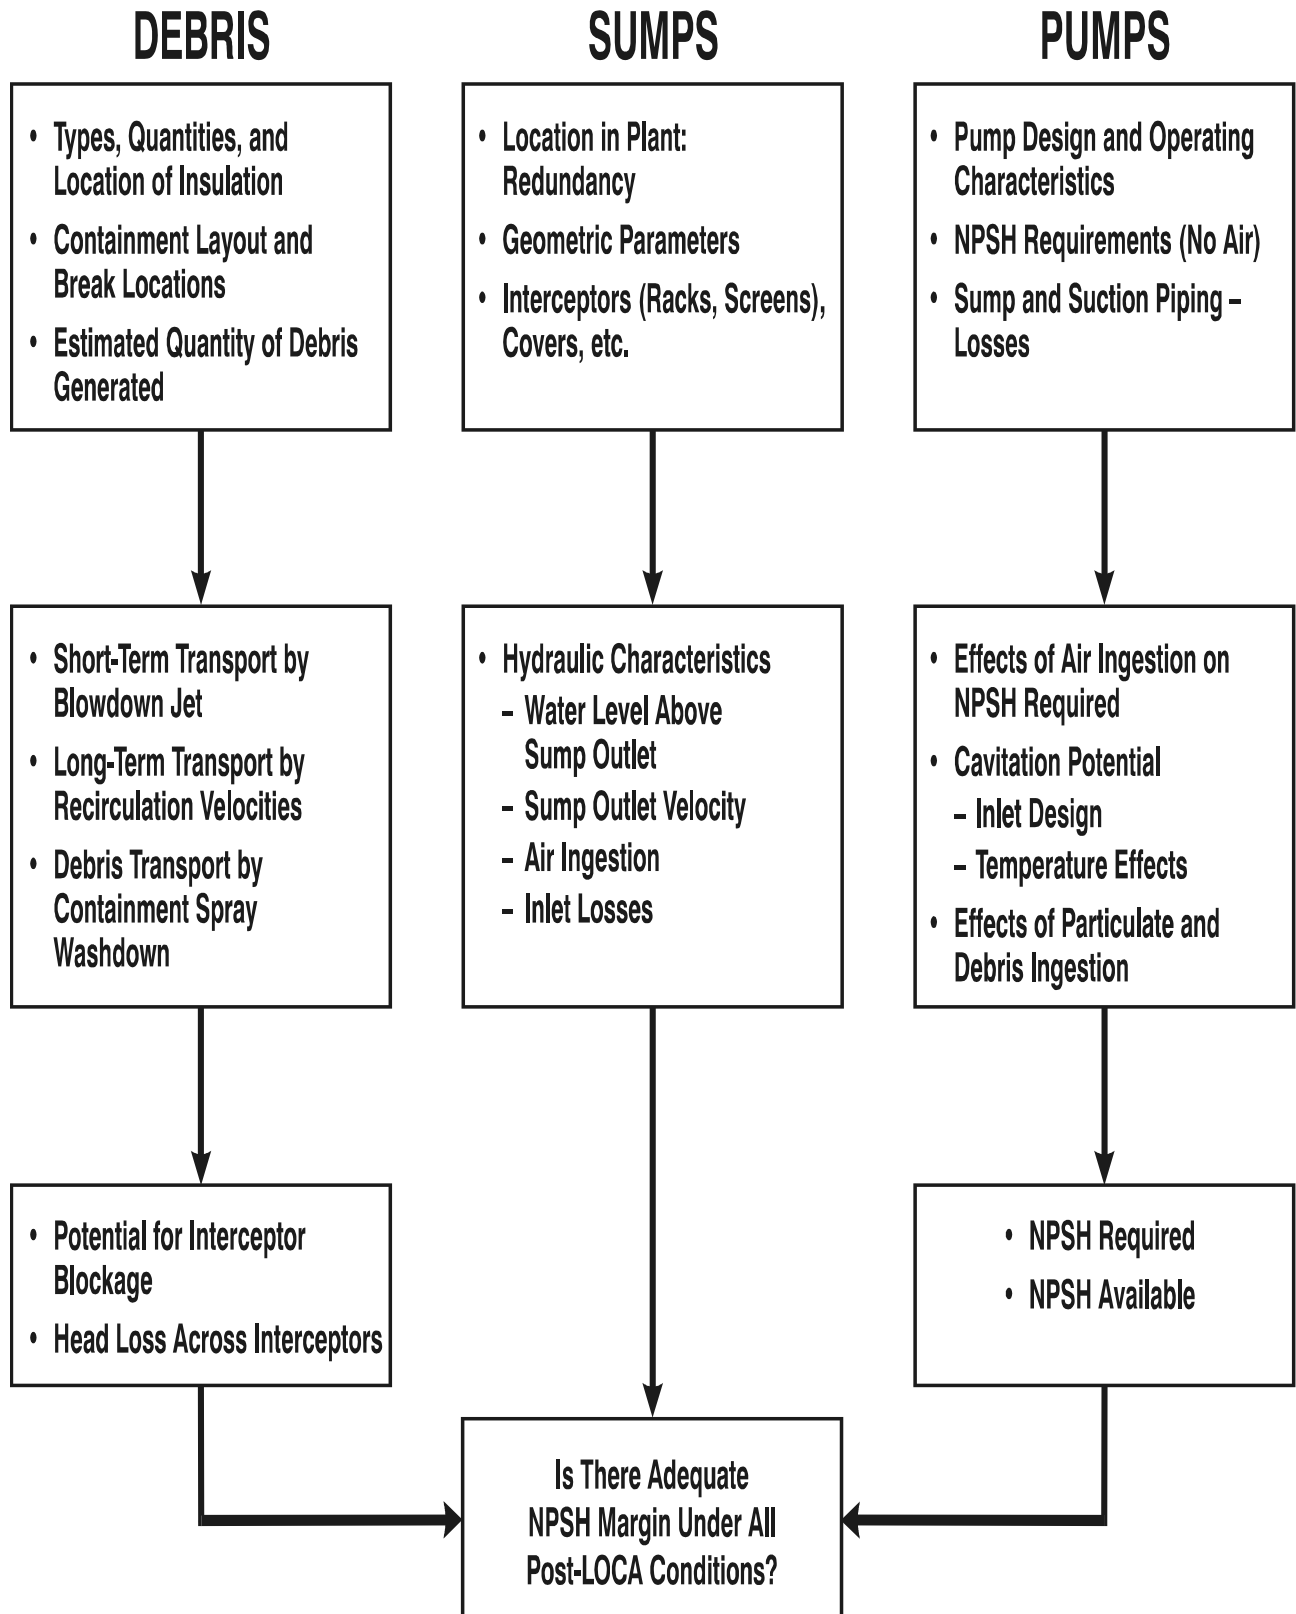 DEBRIS
• Types, Quantities, and
Location of Insulation
• Containment Layout and
Break Locations
• Estimated Quantity of Debris
Generated
• Short-Term Transport by
Blowdown Jet
• Long-Term Transport by
Recirculation Velocities
• Debris Transport by
Containment Spray
Washdown
• Potential for Interceptor
Blockage
• Head Loss Across Interceptors
SUMPS
• Location in Plant:
Redundancy
• Geometric Parameters
• Interceptors (Racks, Screens),
Covers, etc.
• Hydraulic Characteristics
– Water Level Above
Sump Outlet
– Sump Outlet Velocity
– Air Ingestion
– Inlet Losses
PUMPS
• Pump Design and Operating
Characteristics
• NPSH Requirements (No Air)
• Sump and Suction Piping –
Losses
• Effects of Air Ingestion on
NPSH Required
• Cavitation Potential
– Inlet Design
– Temperature Effects
• Effects of Particulate and
Debris Ingestion
• NPSH Required
• NPSH Available
Is There Adequate
NPSH Margin Under All
Post-LOCA Conditions?